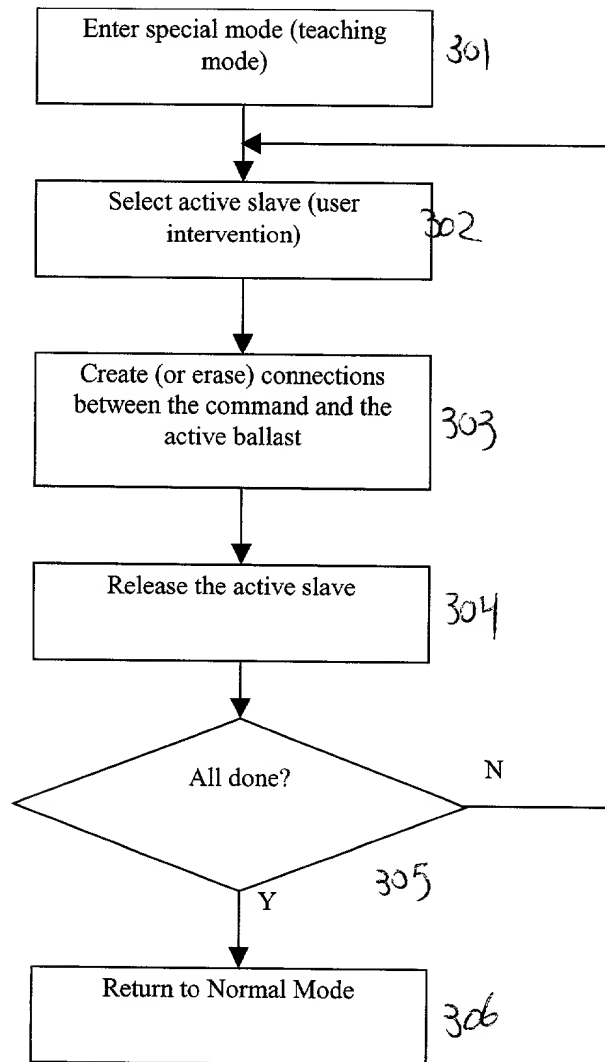 Enter special mode (teaching
mode)
301
Select active slave (user
intervention)
302
Create (or erase) connections
between the command and the
active ballast
303
Release the active slave
304
All done?
N
305
Y
Return to Normal Mode
306